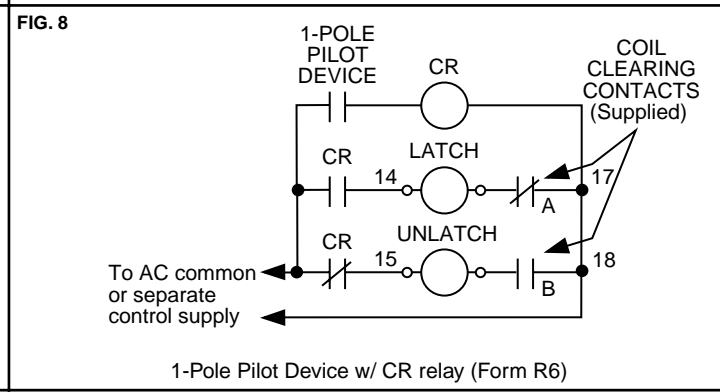 FIG. 8
1-POLE
PILOT
DEVICE
CR
COIL
CLEARING
CONTACTS
(Supplied)
CR
14
LATCH
A
17
CR
15
UNLATCH
B
18
To AC common
or separate
control supply
1-Pole Pilot Device w/ CR relay (Form R6)